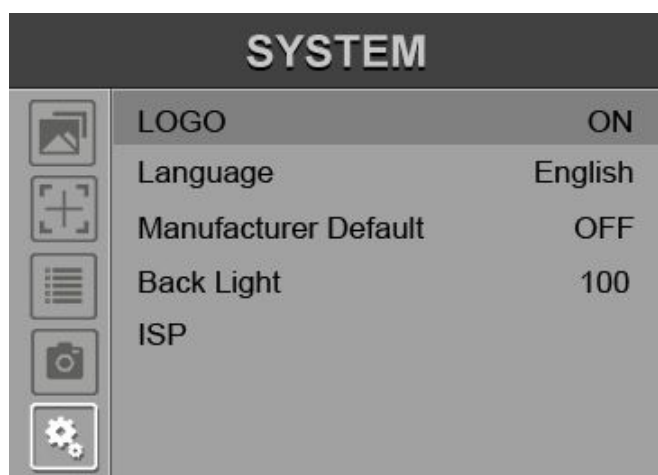 SYSTEM
LOGO ON
Language English
Manufacturer Default OFF
Back Light 100
ISP